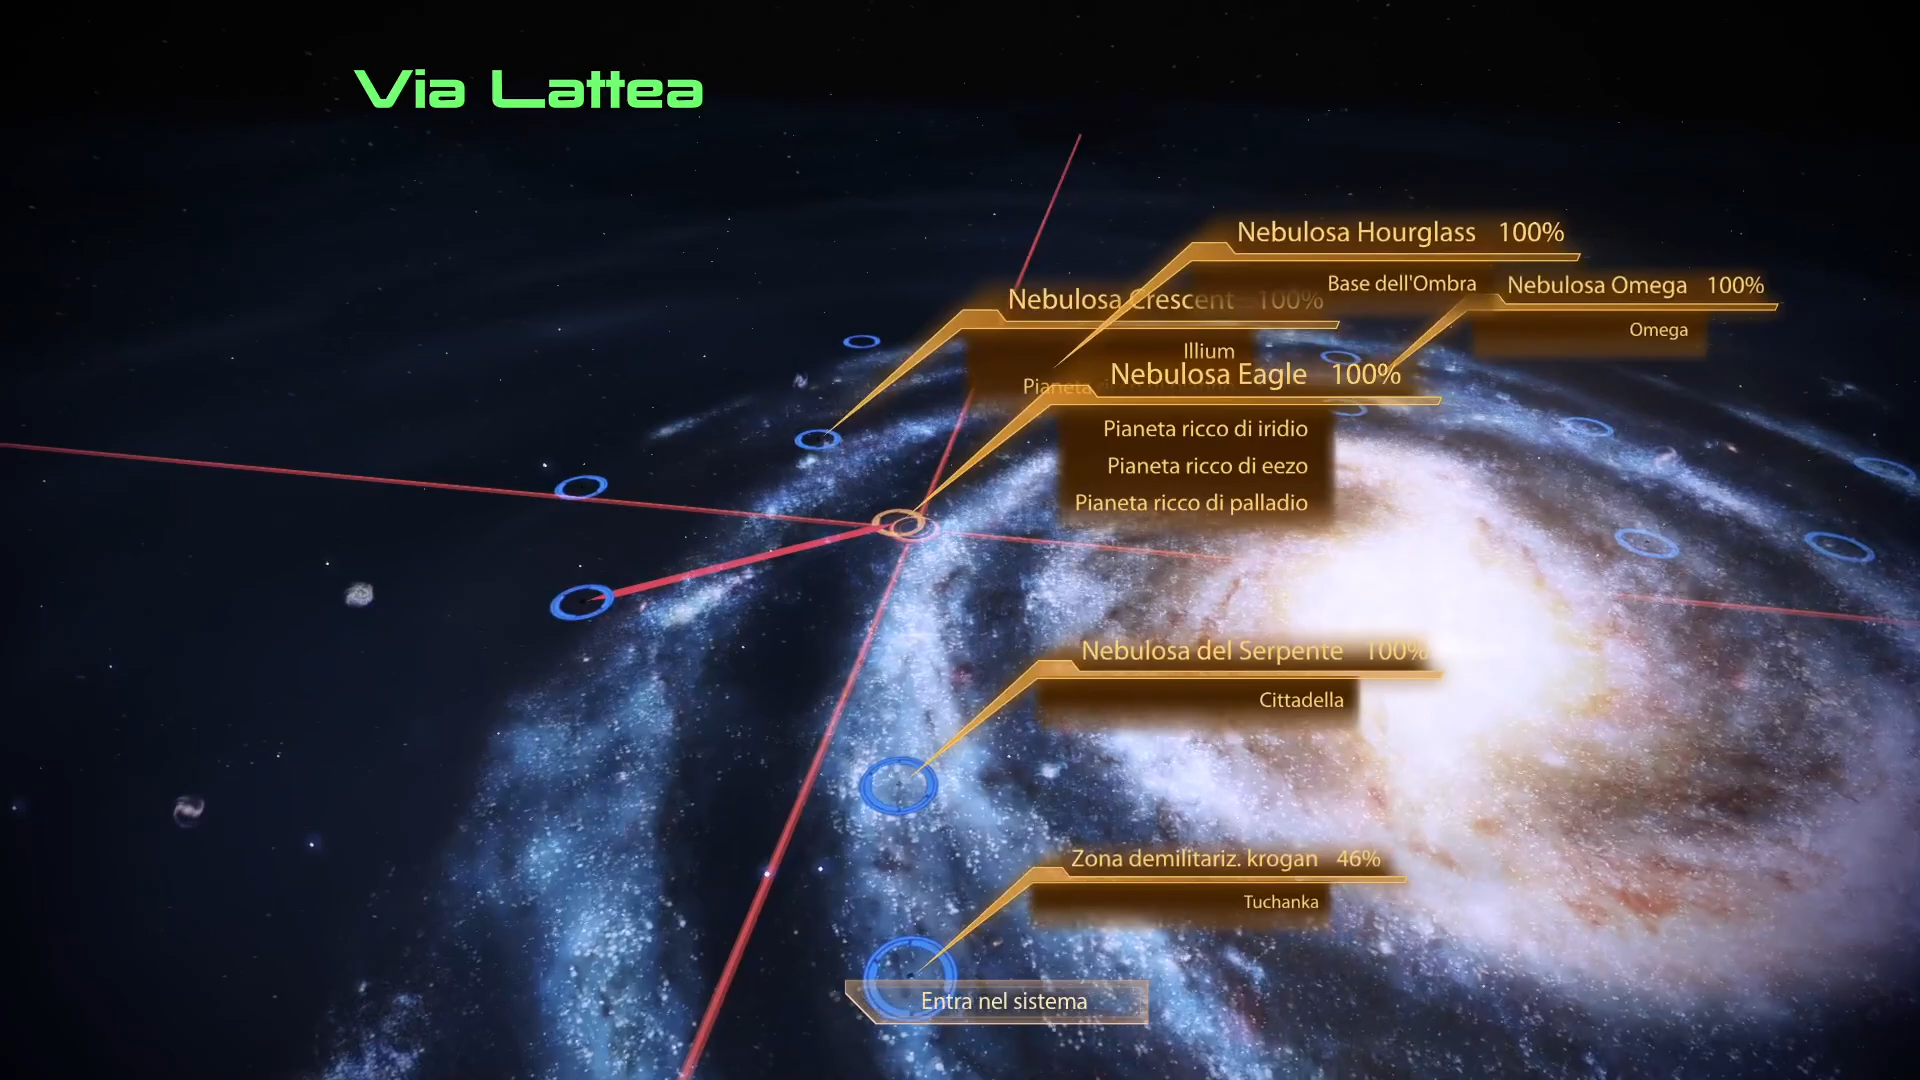 Via Lattea
Nebulosa Hourglass 100%
Base dell'Ombra
Nebulosa Omega 100%
Omega
Nebulosa Crescent 100%
Illium
Pianeta
Nebulosa Eagle 100%
Pianeta ricco di iridio
Pianeta ricco di eezo
Pianeta ricco di palladio
Nebulosa del Serpente 100%
Cittadella
Zona demilitariz. krogan 46%
Tuchanka
Entra nel sistema